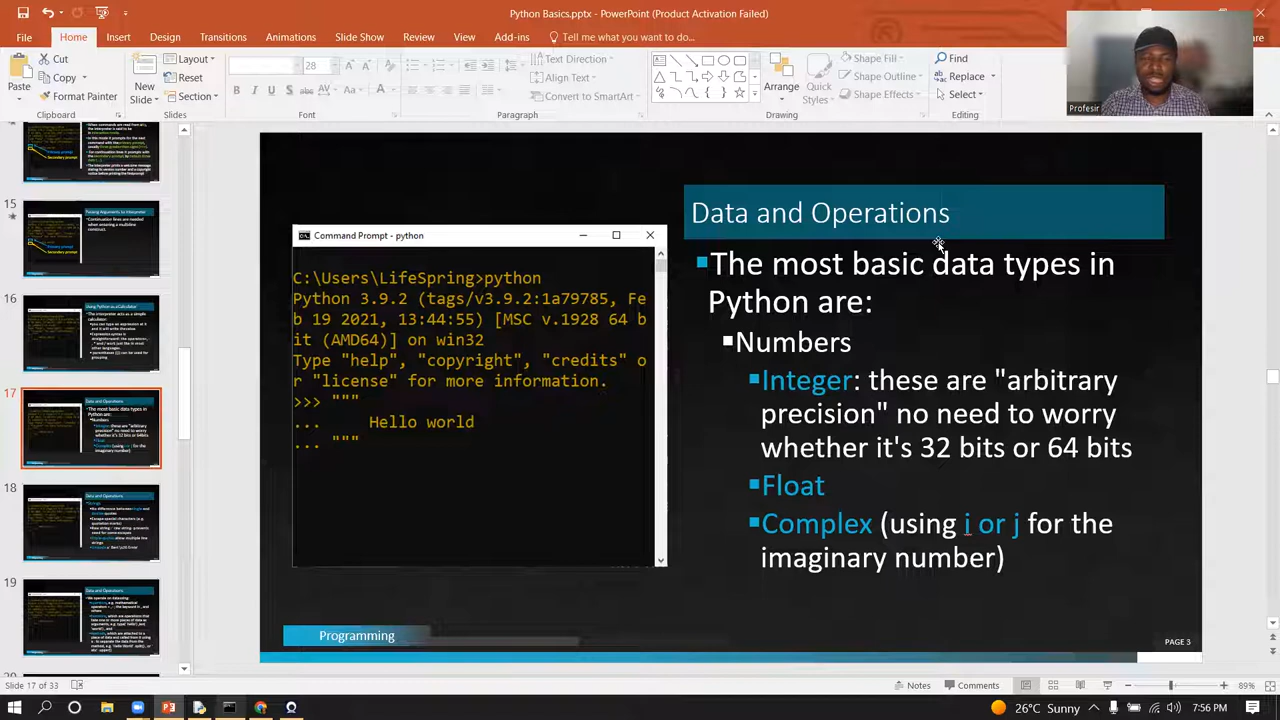 Python Basics.pptx - PowerPoint (Product Activation Failed)
File Home Insert Design Transitions Animations Slide Show Review View Add-ins Tell me what you want to do...
Paste
Cut
Copy
Format Painter
Clipboard
New
Slide
Layout
Reset
Section
Slides
28
Font
Text Direction
Align Text
Convert to SmartArt
Paragraph
Arrange
Quick
Styles
Shape Fill
Shape Outline
Shape Effects
Drawing
Find
Replace
Select
Editing
Profesir
15
16
17
18
19
Data and Operations
The most basic data types in
Python are:
Numbers
Integer: these are "arbitrary
precision" no need to worry
whether it's 32 bits or 64 bits
Float
Complex (using i or j for the
imaginary number)
Command Prompt - python
C:\Users\LifeSpring>python
Python 3.9.2 (tags/v3.9.2:1a79785, Fe
b 19 2021, 13:44:55) [MSC v.1928 64 b
it (AMD64)] on win32
Type "help", "copyright", "credits" o
r "license" for more information.
>>> """
... Hello world
... """
Programming
PAGE 3
Slide 17 of 33
Notes
Comments
89%
26°C Sunny
7:56 PM